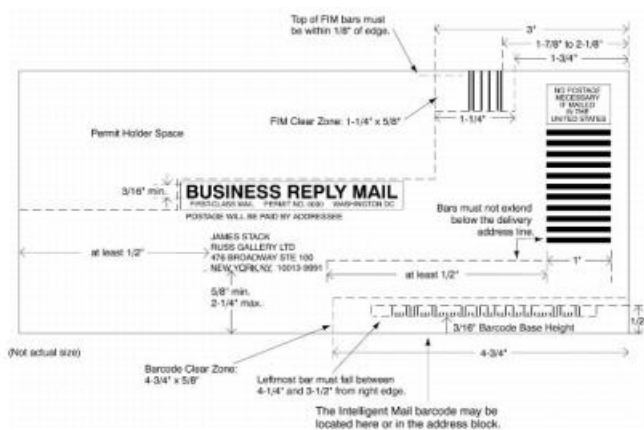 Top of FIM bars must
be within 1/8" of edge.
3"
1-7/8" to 2-1/8"
1-3/4"
FIM Clear Zone: 1-1/4" x 5/8"
1-1/4"
NO POSTAGE
NECESSARY
IF MAILED
IN THE
UNITED STATES
Permit Holder Space
3/16" min.
BUSINESS REPLY MAIL
FIRST-CLASS MAIL PERMIT NO. 0000 WASHINGTON DC
POSTAGE WILL BE PAID BY ADDRESSEE
Bars must not extend
below the delivery
address line.
JAMES STACK
RUSS GALLERY LTD
476 BROADWAY STE 100
NEW YORK NY 10013-9991
at least 1/2"
at least 1/2"
1"
5/8" min.
2-1/4" max.
1/2"
3/16" Barcode Base Height
(Not actual size)
4-3/4"
Barcode Clear Zone:
4-3/4" x 5/8"
Leftmost bar must fall between
4-1/4" and 3-1/2" from right edge.
The Intelligent Mail barcode may be
located here or in the address block.